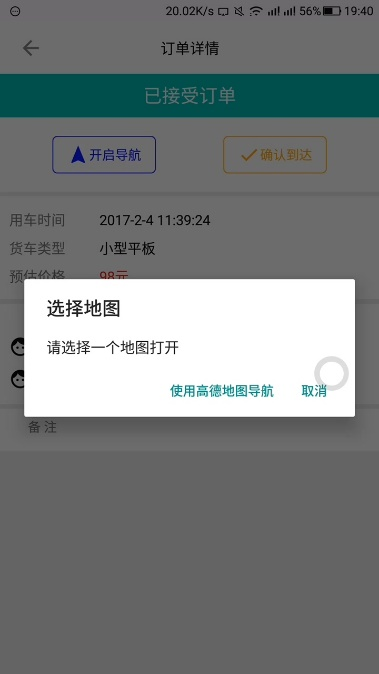 20.02K/s 56% 19:40
订单详情
已接受订单
开启导航 确认到达
用车时间 2017-2-4 11:39:24
货车类型 小型平板
预估价格 98元
选择地图
请选择一个地图打开
使用高德地图导航 取消
备 注